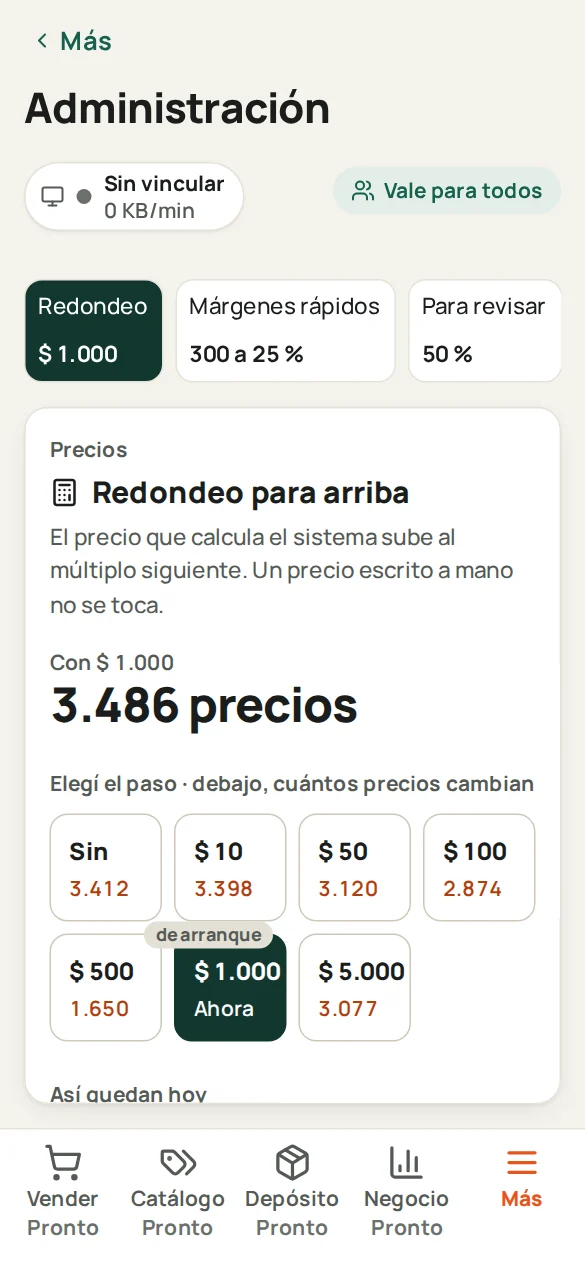 Más
Administración
Sin vincular
0 KB/min
Vale para todos
Redondeo
$ 1.000
Márgenes rápidos
300 a 25 %
Para revisar
50 %
Precios
Redondeo para arriba
El precio que calcula el sistema sube al
múltiplo siguiente. Un precio escrito a mano
no se toca.
Con $ 1.000
3.486 precios
Elegí el paso · debajo, cuántos precios cambian
Sin
3.412
$ 10
3.398
$ 50
3.120
$ 100
2.874
$ 500
1.650
de arranque
$ 1.000
Ahora
$ 5.000
3.077
Así quedan hoy
Vender
Pronto
Catálogo
Pronto
Depósito
Pronto
Negocio
Pronto
Más